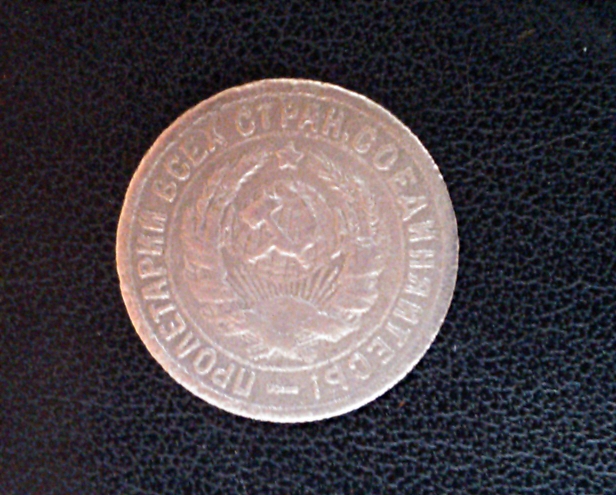 ПРОЛЕТАРИИ ВСЕХ СТРАН, СОЕДИНЯЙТЕСЬ! —